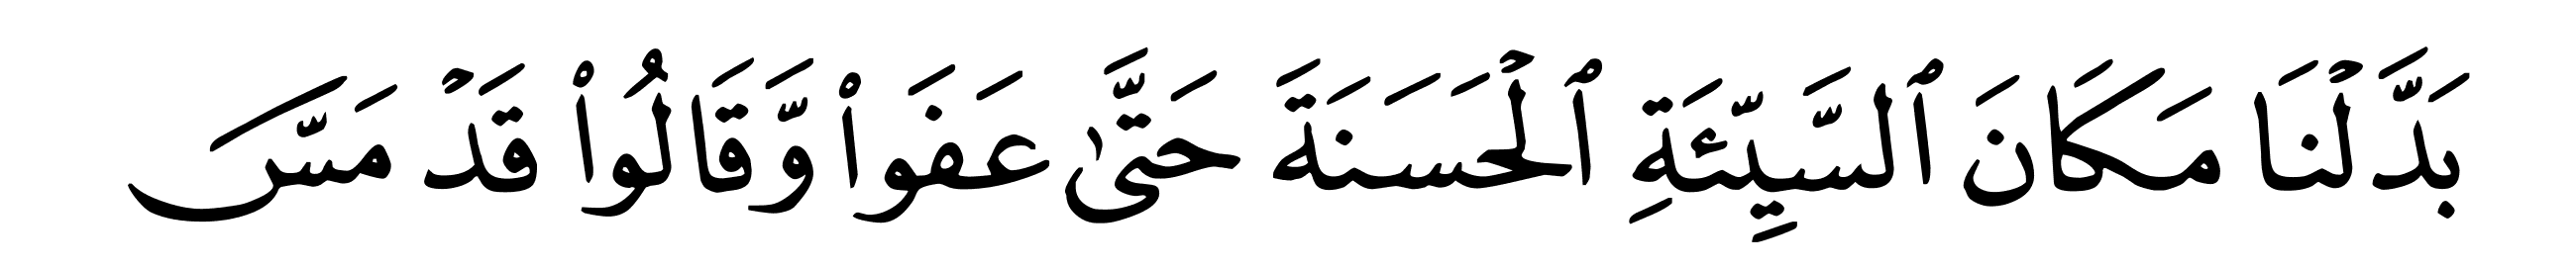 بَدَّلۡنَا مَكَانَ ٱلسَّيِّئَةِ ٱلۡحَسَنَةَ حَتَّىٰ عَفَواْ وَّقَالُواْ قَدۡ مَسَّ